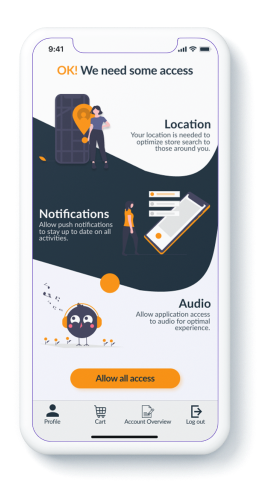 9:41
OK! We need some access
Location
Your location is needed to
optimize store search to
those around you.
Notifications
Allow push notifications
to stay up to date on all
activities.
Audio
Allow application access
to audio for optimal
experience.
Allow all access
Profile
Cart
Account Overview
Log out